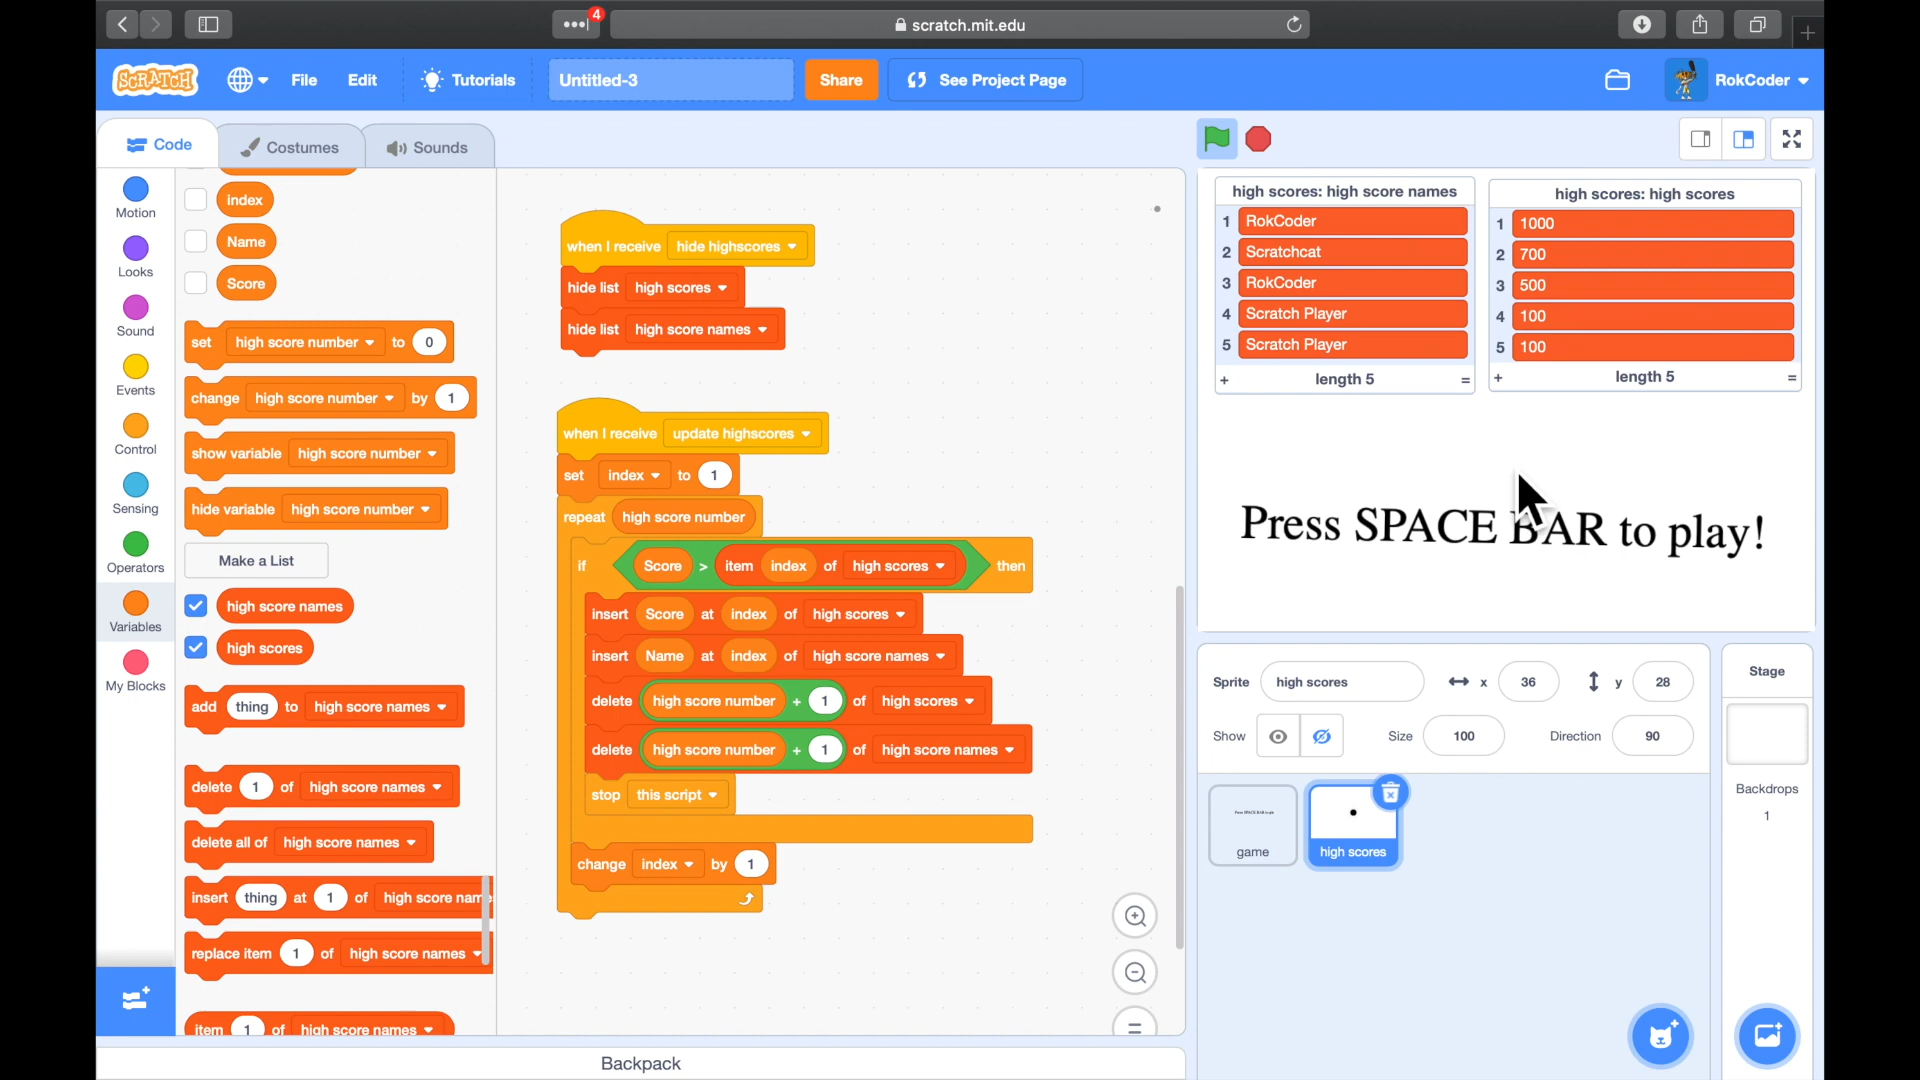 4
scratch.mit.edu
SCRATCH
File
Edit
Tutorials
Untitled-3
Share
See Project Page
RokCoder
Code
Costumes
Sounds
Motion
Looks
Sound
Events
Control
Sensing
Operators
Variables
My Blocks
index
Name
Score
set high score number to 0
change high score number by 1
show variable high score number
hide variable high score number
Make a List
high score names
high scores
add thing to high score names
delete 1 of high score names
delete all of high score names
insert thing at 1 of high score name
replace item 1 of high score names
item 1 of high score names
when I receive hide highscores
hide list high scores
hide list high score names
when I receive update highscores
set index to 1
repeat high score number
if Score > item index of high scores then
insert Score at index of high scores
insert Name at index of high score names
delete high score number + 1 of high scores
delete high score number + 1 of high score names
stop this script
change index by 1
Backpack
high scores: high score names
1 RokCoder
2 Scratchcat
3 RokCoder
4 Scratch Player
5 Scratch Player
+ length 5 =
high scores: high scores
1 1000
2 700
3 500
4 100
5 100
+ length 5 =
Press SPACE BAR to play!
Sprite high scores x 36 y 28
Show Size 100 Direction 90
game
high scores
Stage
Backdrops
1